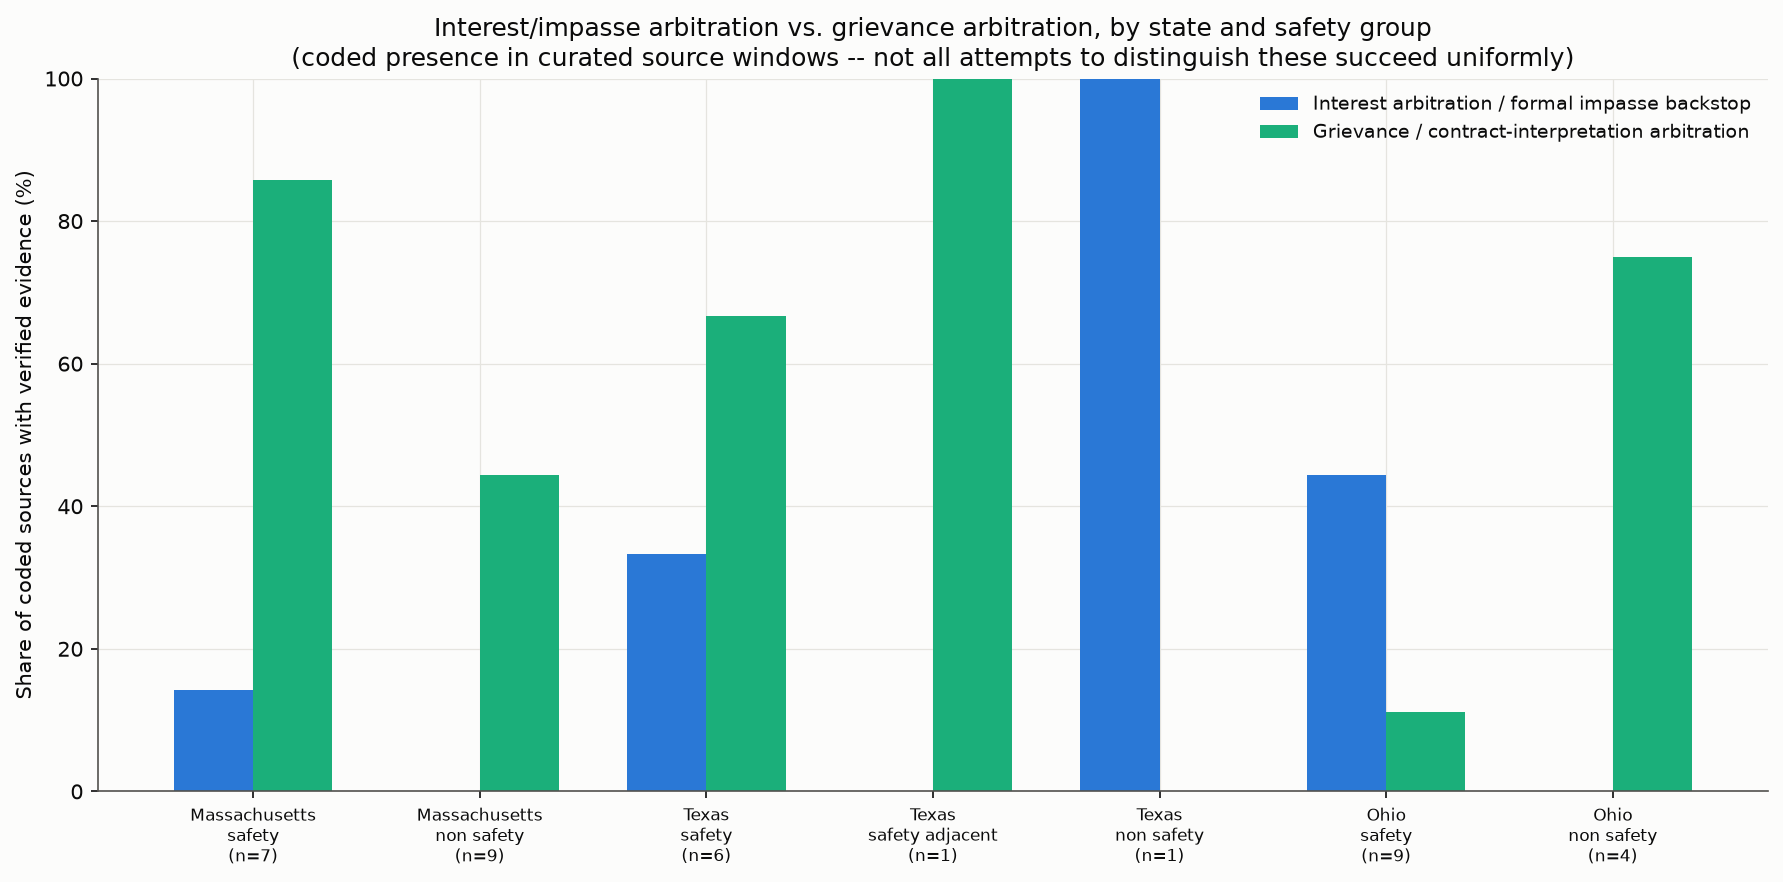 Interest/impasse arbitration vs. grievance arbitration, by state and safety group
(coded presence in curated source windows -- not all attempts to distinguish these succeed uniformly)
Interest arbitration / formal impasse backstop
Grievance / contract-interpretation arbitration
Share of coded sources with verified evidence (%)
100
80
60
40
20
0
Massachusetts
safety
(n=7)
Massachusetts
non safety
(n=9)
Texas
safety
(n=6)
Texas
safety adjacent
(n=1)
Texas
non safety
(n=1)
Ohio
safety
(n=9)
Ohio
non safety
(n=4)